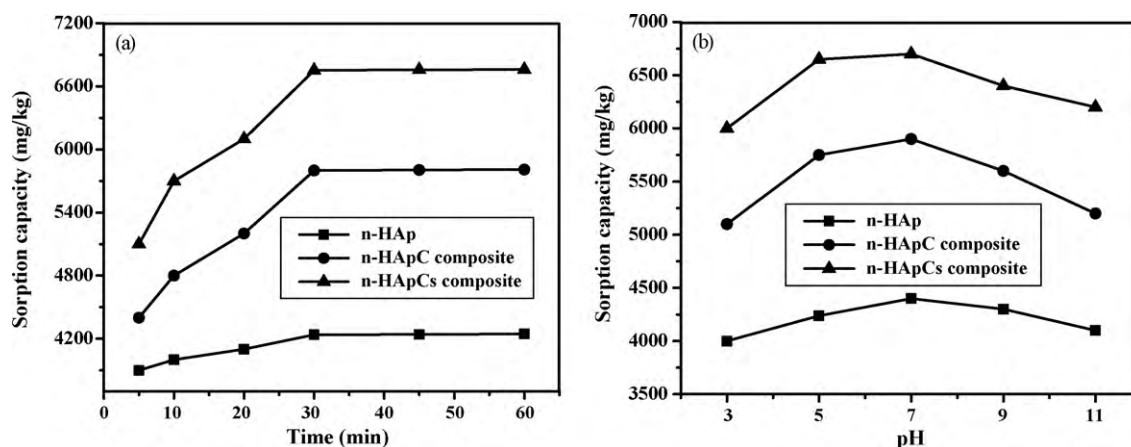 (a)
Sorption capacity (mg/kg)
7200
6600
6000
5400
4800
4200
n-HAp
n-HApC composite
n-HApCs composite
0 10 20 30 40 50 60
Time (min)
(b)
Sorption capacity (mg/kg)
7000
6500
6000
5500
5000
4500
4000
3500
n-HAp
n-HApC composite
n-HApCs composite
3 5 7 9 11
pH